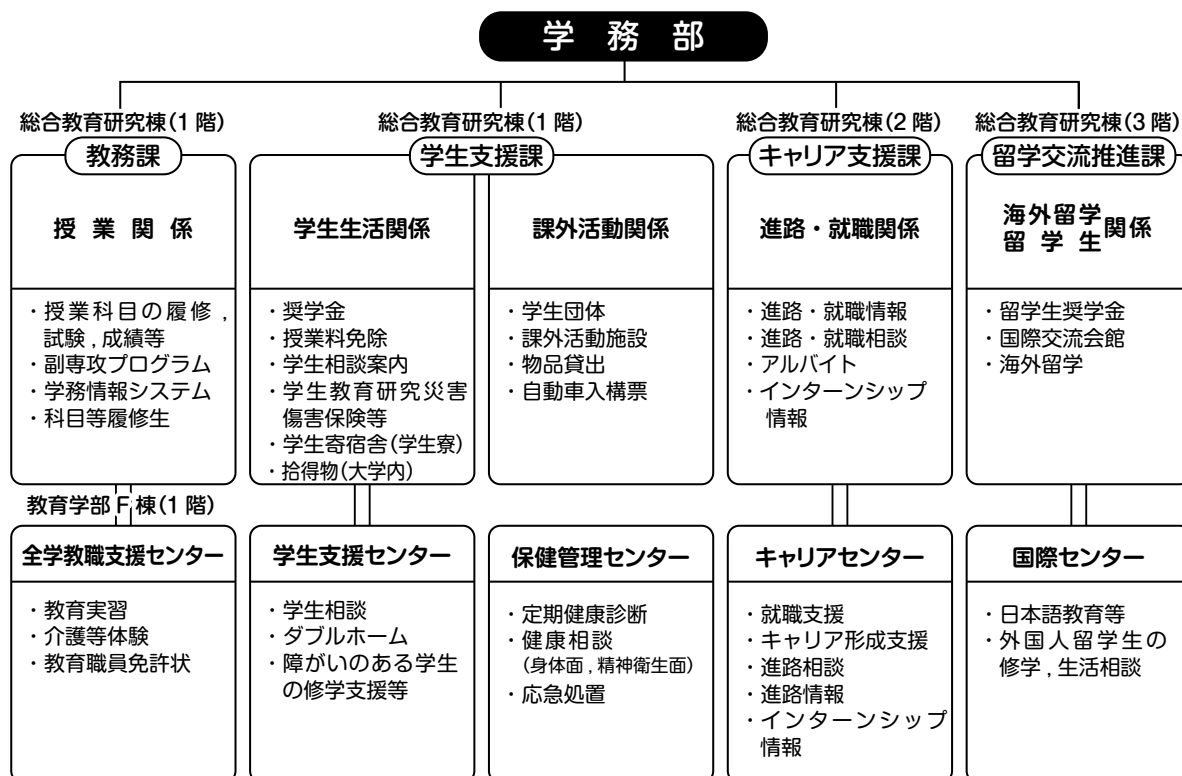 学務部
総合教育研究棟(1階)
教務課
授業関係
・授業科目の履修,
試験,成績等
・副専攻プログラム
・学務情報システム
・科目等履修生
教育学部F棟(1階)
全学教職支援センター
・教育実習
・介護等体験
・教育職員免許状
総合教育研究棟(1階)
学生支援課
学生生活関係
・奨学金
・授業料免除
・学生相談案内
・学生教育研究災害
傷害保険等
・学生寄宿舎(学生寮)
・拾得物(大学内)
課外活動関係
・学生団体
・課外活動施設
・物品貸出
・自動車入構票
学生支援センター
・学生相談
・ダブルホーム
・障がいのある学生
の修学支援等
保健管理センター
・定期健康診断
・健康相談
(身体面,精神衛生面)
・応急処置
総合教育研究棟(2階)
キャリア支援課
進路・就職関係
・進路・就職情報
・進路・就職相談
・アルバイト
・インターンシップ
情報
キャリアセンター
・就職支援
・キャリア形成支援
・進路相談
・進路情報
・インターンシップ
情報
総合教育研究棟(3階)
留学交流推進課
海外留学
留学生関係
・留学生奨学金
・国際交流会館
・海外留学
国際センター
・日本語教育等
・外国人留学生の
修学,生活相談